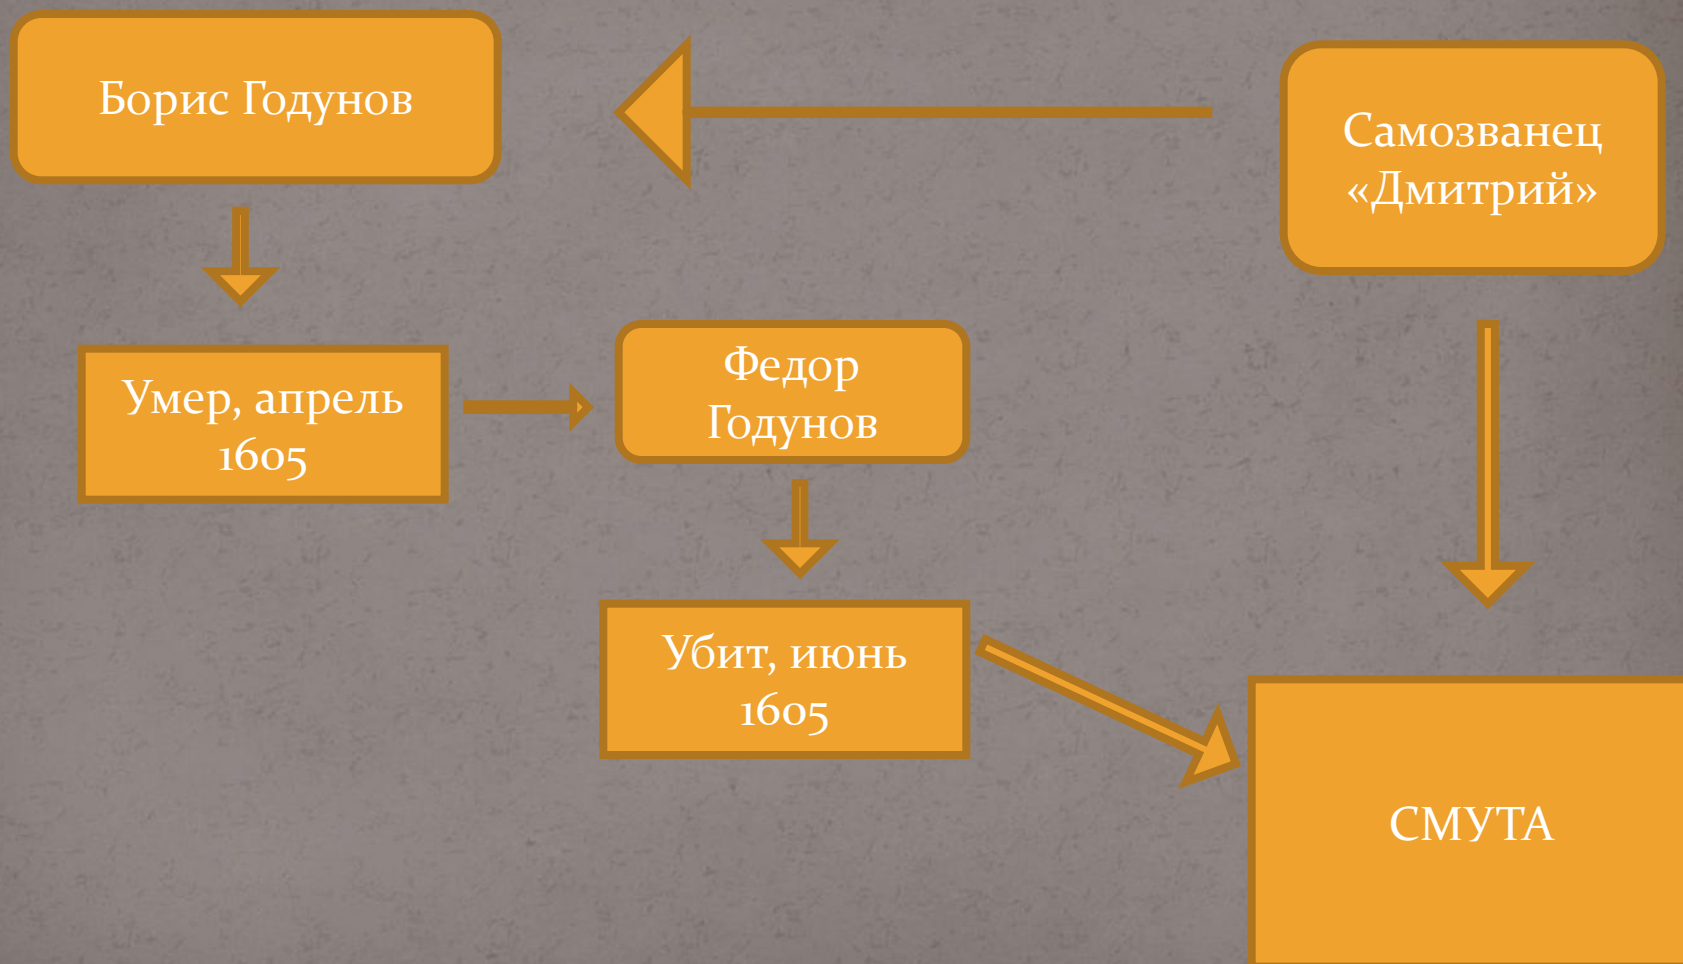 Борис Годунов
Самозванец
«Дмитрий»
Умер, апрель
1605
Федор
Годунов
Убит, июнь
1605
СМУТА